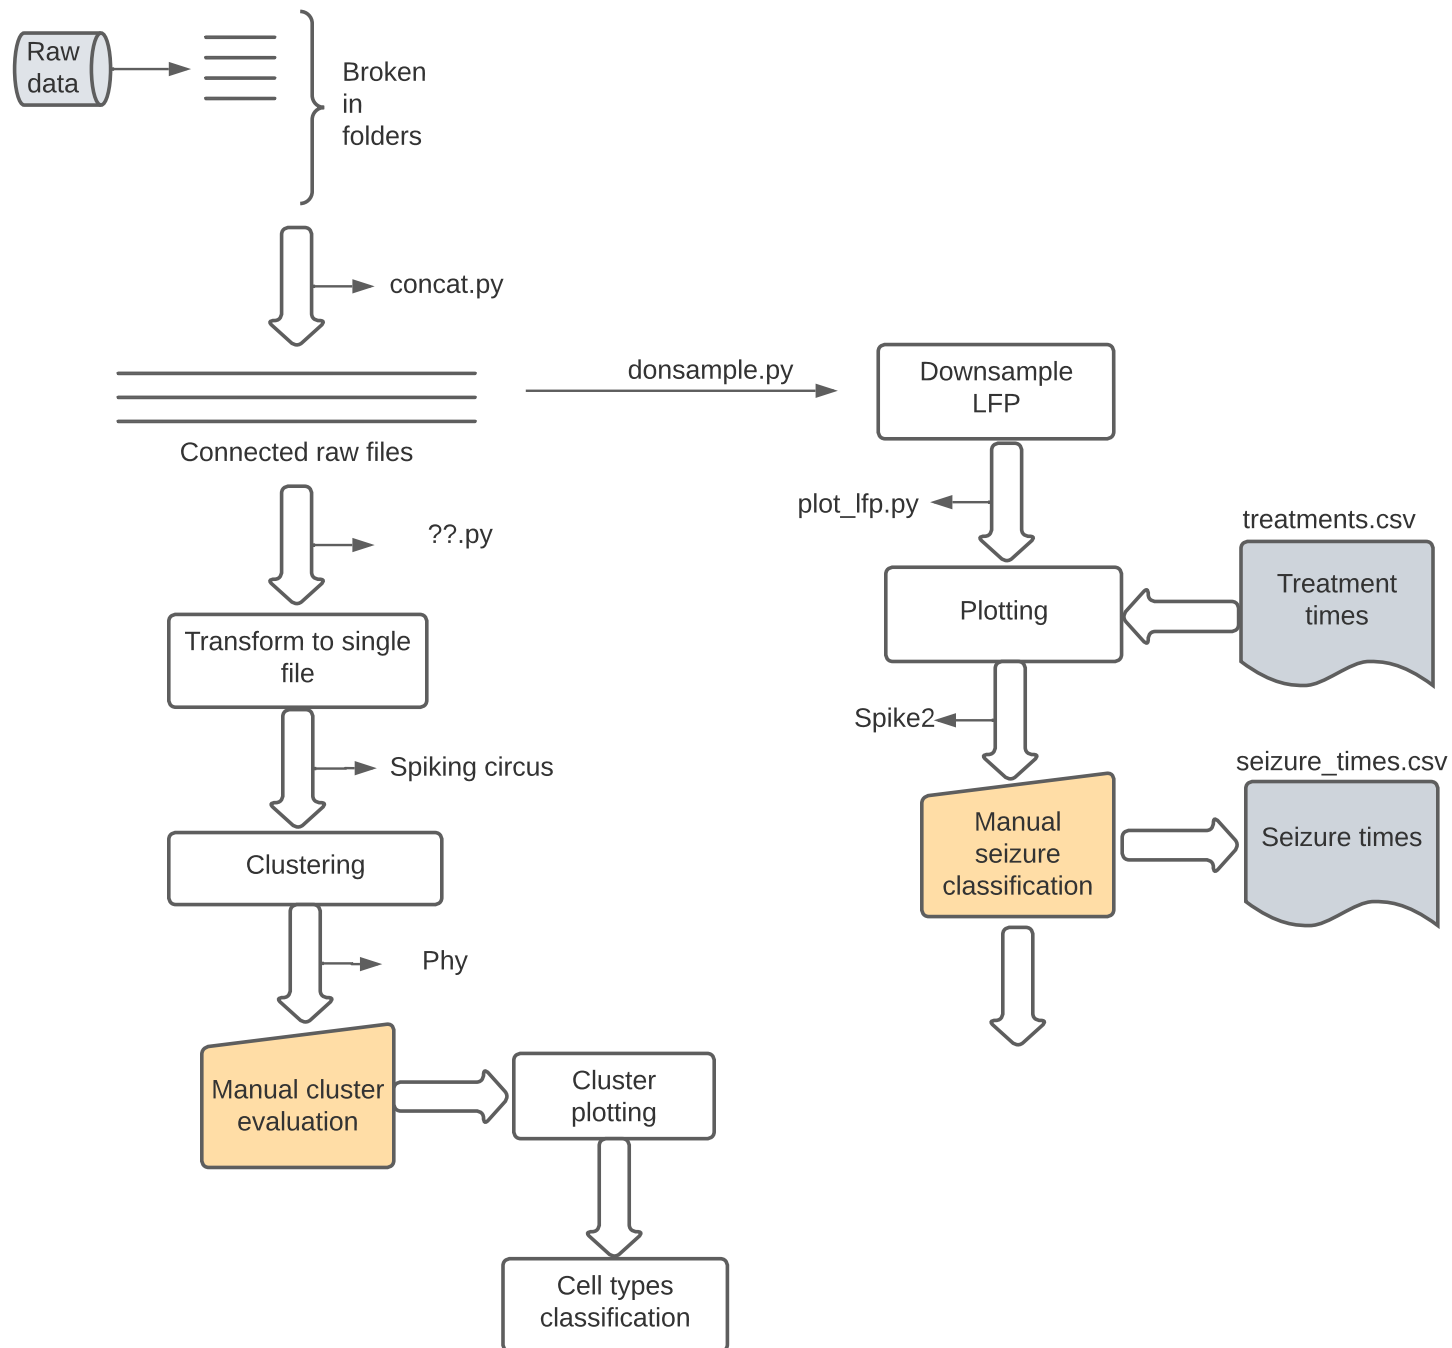 Raw
data
Broken
in
folders
concat.py
Connected raw files
donsample.py
Downsample
LFP
plot_lfp.py
Plotting
treatments.csv
Treatment
times
Spike2
Manual
seizure
classification
seizure_times.csv
Seizure times
??.py
Transform to single
file
Spiking circus
Clustering
Phy
Manual cluster
evaluation
Cluster
plotting
Cell types
classification